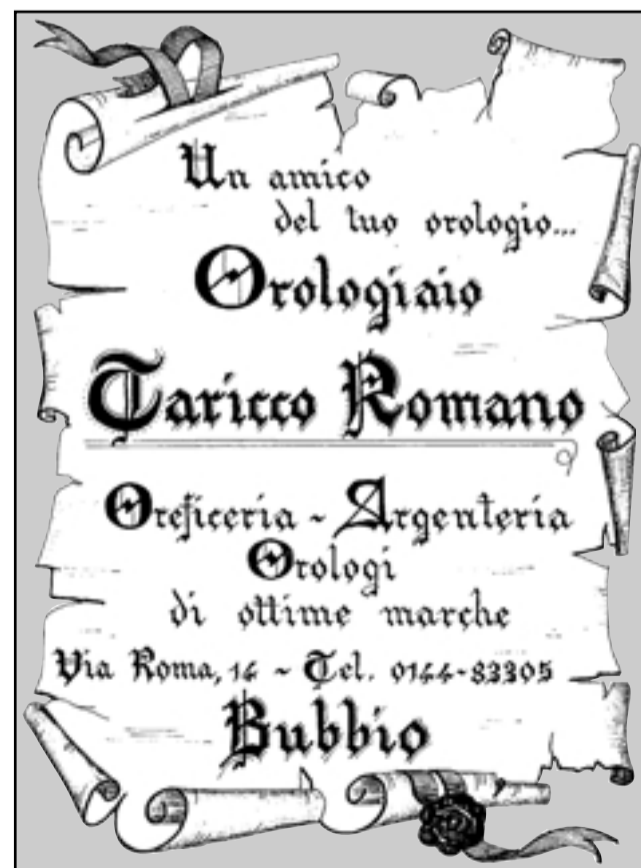 Un amico
del tuo orologio...
Orologiaio
Taricco Romano
Oreficeria ~ Argenteria
Orologi
di ottime marche
Via Roma, 14 ~ Tel. 0144-83305
Bubbio